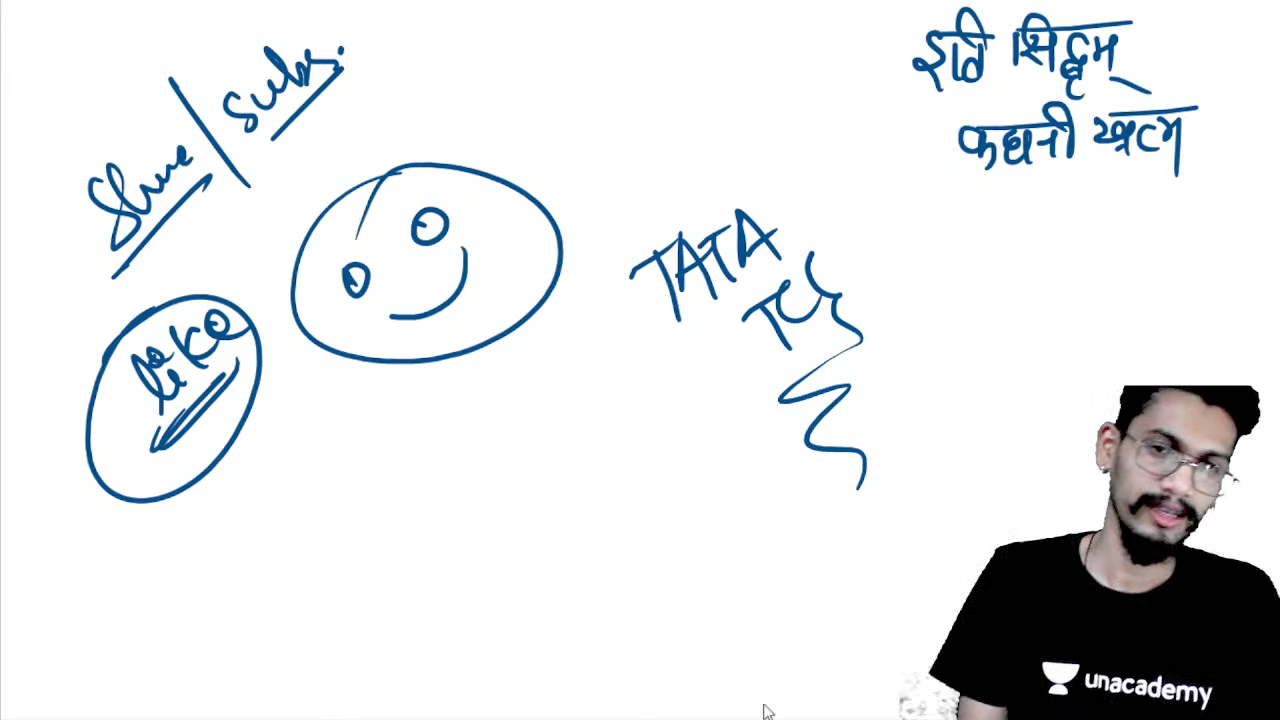 Share / Subs.
Like
TATA
इति सिद्धम्
कहानी खत्म
unacademy